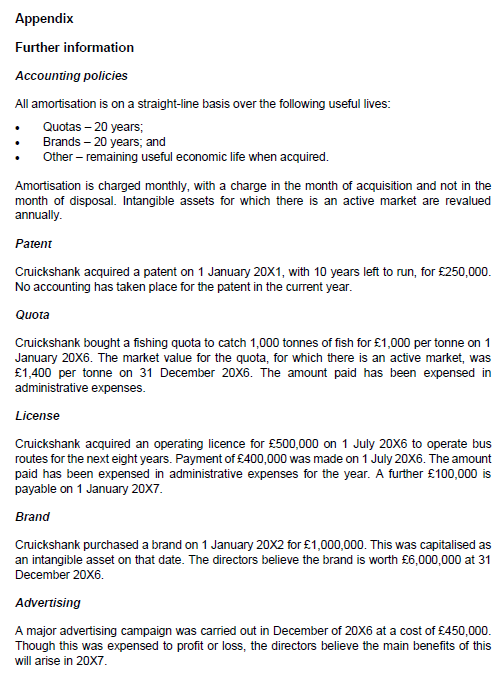 Appendix
Further information
Accounting policies
All amortisation is on a straight-line basis over the following useful lives:
• Quotas – 20 years;
• Brands – 20 years; and
• Other – remaining useful economic life when acquired.
Amortisation is charged monthly, with a charge in the month of acquisition and not in the
month of disposal. Intangible assets for which there is an active market are revalued
annually.
Patent
Cruickshank acquired a patent on 1 January 20X1, with 10 years left to run, for £250,000.
No accounting has taken place for the patent in the current year.
Quota
Cruickshank bought a fishing quota to catch 1,000 tonnes of fish for £1,000 per tonne on 1
January 20X6. The market value for the quota, for which there is an active market, was
£1,400 per tonne on 31 December 20X6. The amount paid has been expensed in
administrative expenses.
License
Cruickshank acquired an operating licence for £500,000 on 1 July 20X6 to operate bus
routes for the next eight years. Payment of £400,000 was made on 1 July 20X6. The amount
paid has been expensed in administrative expenses for the year. A further £100,000 is
payable on 1 January 20X7.
Brand
Cruickshank purchased a brand on 1 January 20X2 for £1,000,000. This was capitalised as
an intangible asset on that date. The directors believe the brand is worth £6,000,000 at 31
December 20X6.
Advertising
A major advertising campaign was carried out in December of 20X6 at a cost of £450,000.
Though this was expensed to profit or loss, the directors believe the main benefits of this
will arise in 20X7.